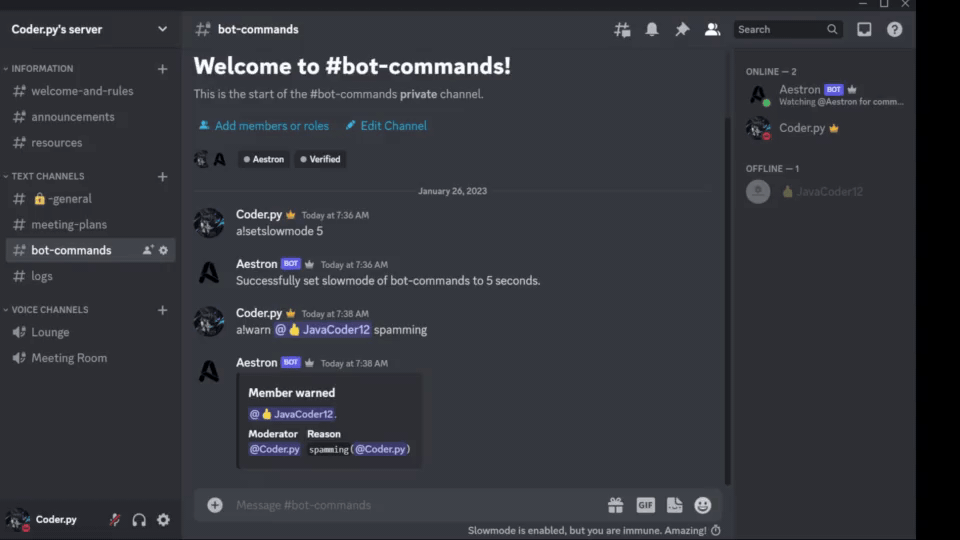 Coder.py's server
INFORMATION
welcome-and-rules
announcements
resources
TEXT CHANNELS
🔒-general
meeting-plans
bot-commands
logs
VOICE CHANNELS
Lounge
Meeting Room
Coder.py
bot-commands
Search
Welcome to #bot-commands!
This is the start of the #bot-commands private channel.
Add members or roles Edit Channel
Aestron Verified
January 26, 2023
Coder.py Today at 7:36 AM
a!setslowmode 5
Aestron BOT Today at 7:36 AM
Successfully set slowmode of bot-commands to 5 seconds.
Coder.py Today at 7:38 AM
a!warn @👍 JavaCoder12 spamming
Aestron BOT Today at 7:38 AM
Member warned
@👍 JavaCoder12.
Moderator Reason
@Coder.py spamming(@Coder.py)
Message #bot-commands
GIF
Slowmode is enabled, but you are immune. Amazing!
ONLINE — 2
Aestron BOT
Watching @Aestron for comm...
Coder.py
OFFLINE — 1
👍 JavaCoder12